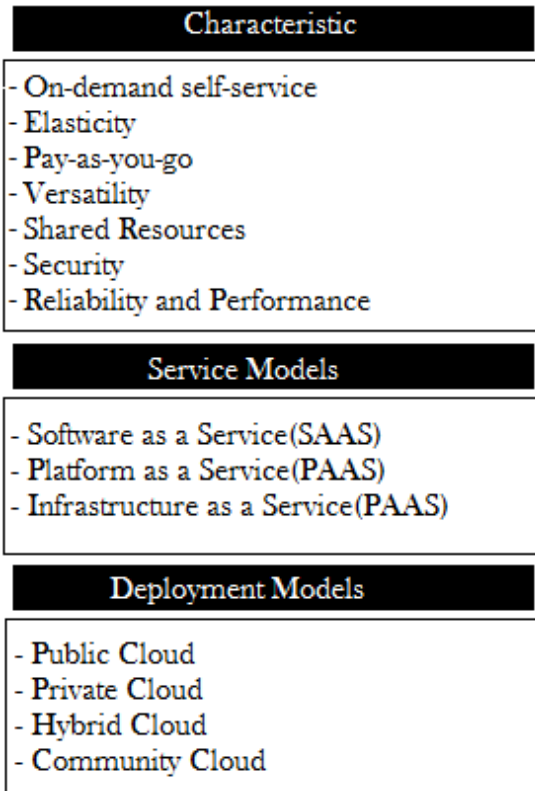 Characteristic
- On-demand self-service
- Elasticity
- Pay-as-you-go
- Versatility
- Shared Resources
- Security
- Reliability and Performance
Service Models
- Software as a Service(SAAS)
- Platform as a Service(PAAS)
- Infrastructure as a Service(PAAS)
Deployment Models
- Public Cloud
- Private Cloud
- Hybrid Cloud
- Community Cloud